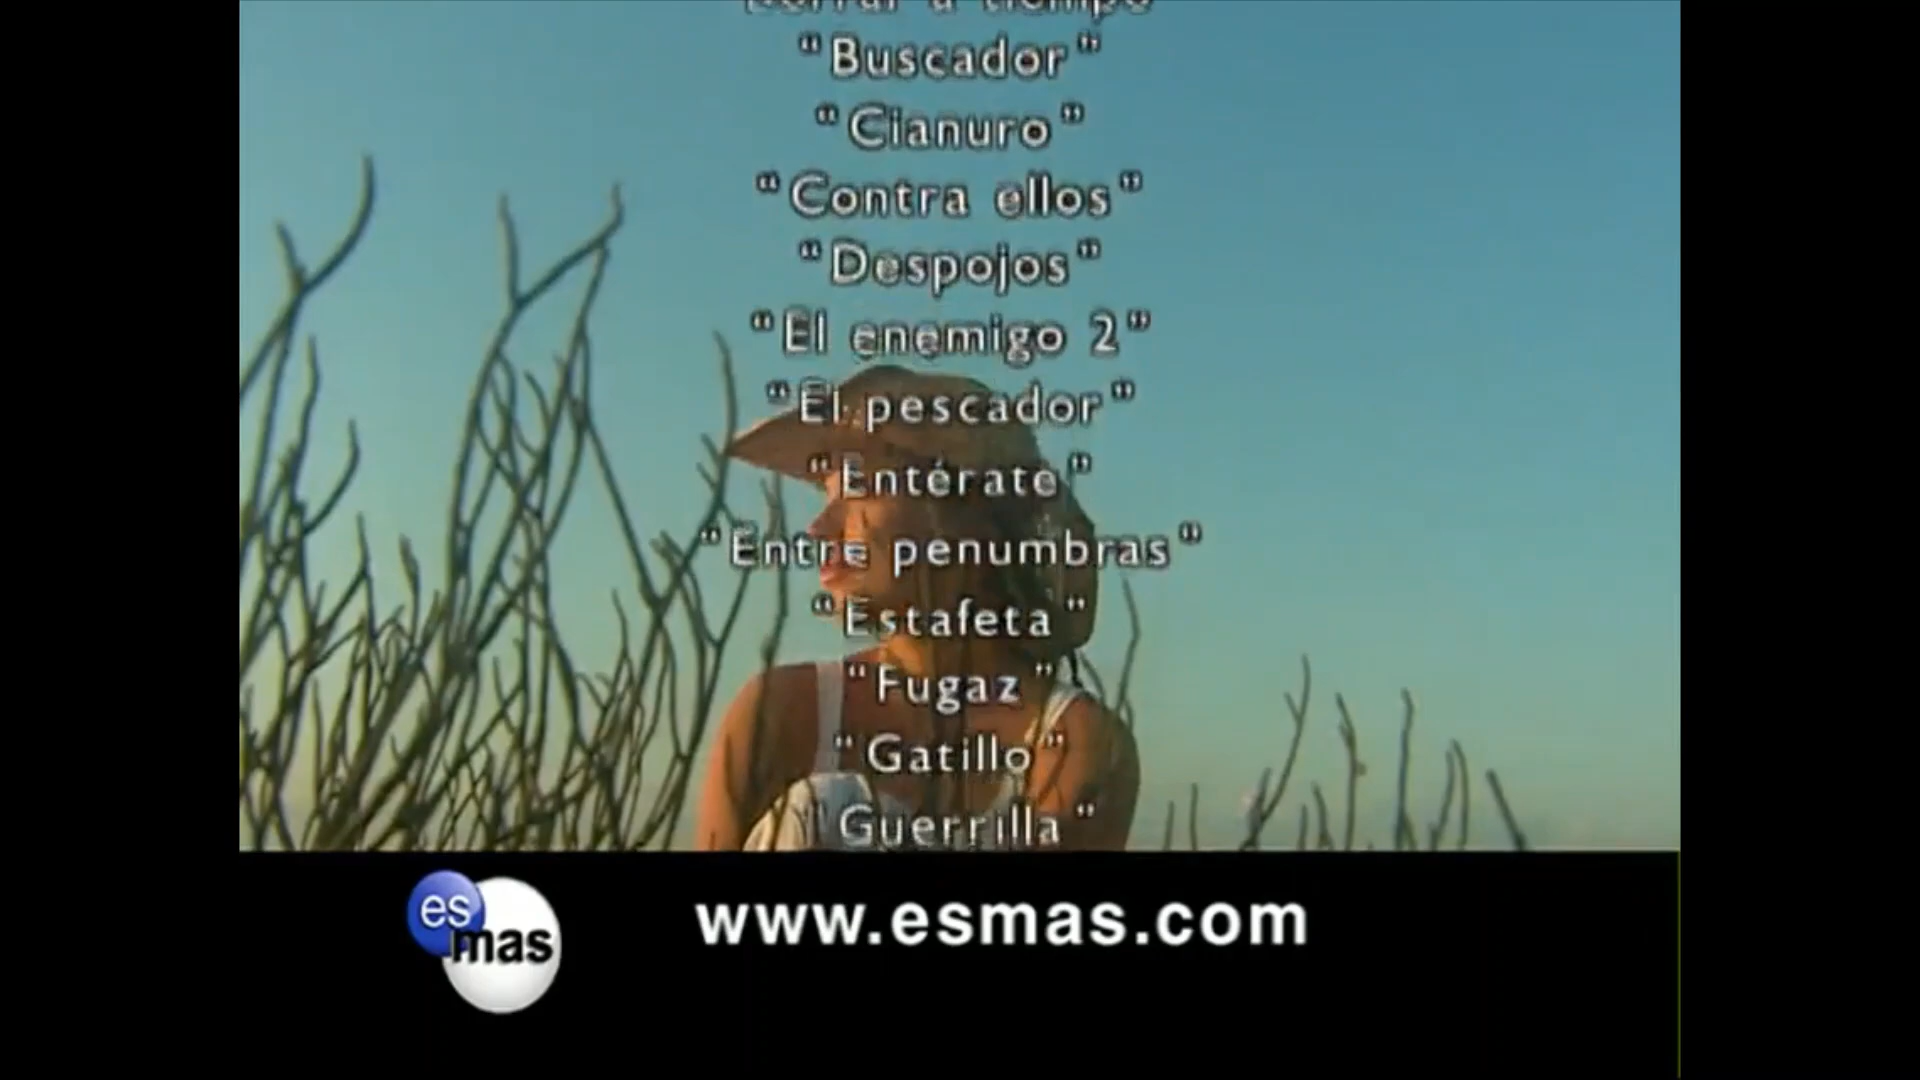 "Buscador"
"Cianuro"
"Contra ellos"
"Despojos"
"El enemigo 2"
"El pescador"
"Entérate"
"Entre penumbras"
"Estafeta"
"Fugaz"
"Gatillo"
"Guerrilla"
es
mas
www.esmas.com